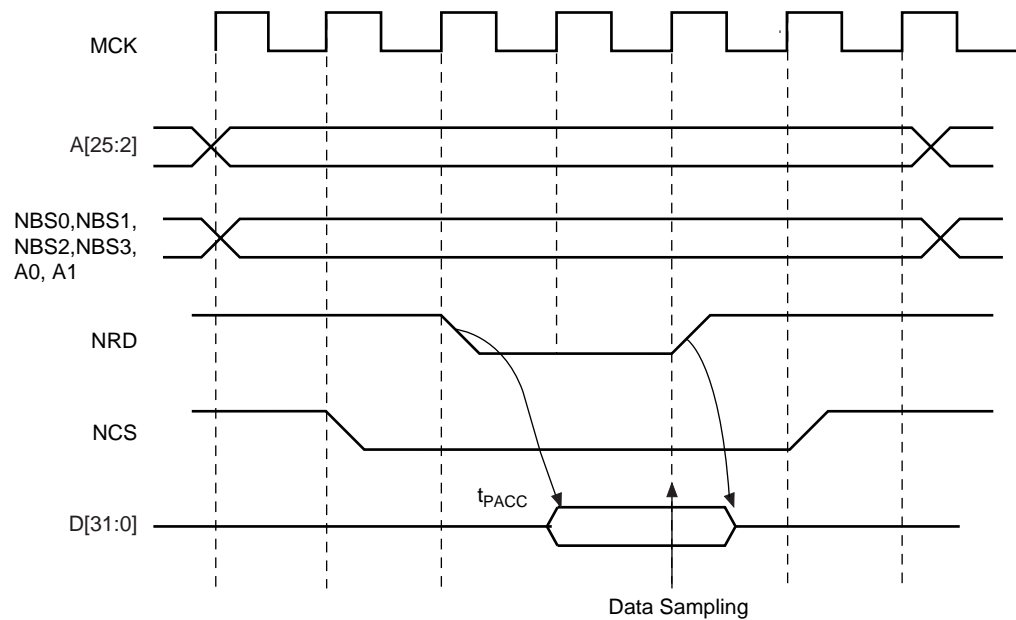 MCK
A[25:2]
NBS0,NBS1,
NBS2,NBS3,
A0, A1
NRD
NCS
tPACC
D[31:0]
Data Sampling